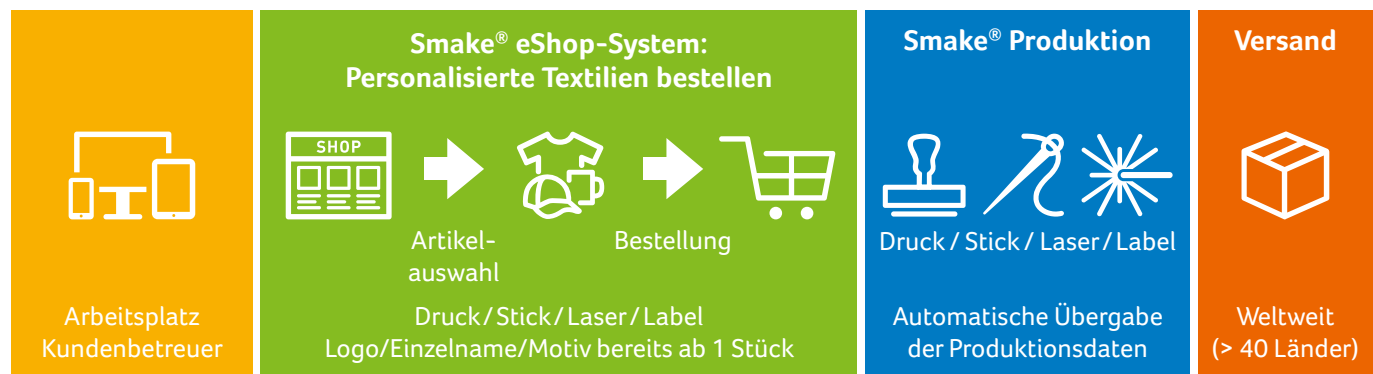 Arbeitsplatz
Kundenbetreuer
Smake® eShop-System:
Personalisierte Textilien bestellen
SHOP
Artikel-
auswahl
Bestellung
Druck / Stick / Laser / Label
Logo/Einzelname/Motiv bereits ab 1 Stück
Smake® Produktion
Druck / Stick / Laser / Label
Automatische Übergabe
der Produktionsdaten
Versand
Weltweit
(> 40 Länder)